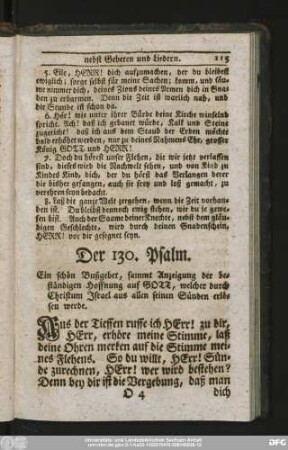 nebst Gebeten und Liedern. 215
5. Eile, HERR! dich aufzumachen, der du bleibest
ewiglich; sorge selbst für meine Sachen; komm, und säu-
me nimmer dich, deines Zions deines Armen dich in Gna-
den zu erbarmen. Denn die Zeit ist warlich nah, und
die Stunde ist schon da.
6. Hör! wie unter ihrer Bürde deine Kirche winselnd
spricht. Ach! daß ich gebauet würde, Kalk und Steine
zugericht! daß ich aus dem Staub der Erden möchte
bald erhöhet werden, nur zu deines Nahmens Ehr, grosser
König GOTT und HERR!
7. Doch du hörest unser Flehen, die wir jetzt verlassen
sind, dieses wird die Nachwelt sehen, und von Kind zu
Kindes Kind, dich, der du hörst das Verlangen derer
die bisher gefangen, auch sie frey und los gemacht, zu
verehren seyn bedacht.
8. Laß die ganze Welt zergehen, wenn die Zeit vorhan-
den ist. Du bleibst dennoch ewig stehen, wie du je gewe-
sen bist. Auch der Saame deiner Knechte, nebst dem gläu-
bigen Geschlechte, wird durch deinen Gnadenschein,
HERR! vor dir gesegnet seyn.
Der 130. Psalm.
Ein schön Bußgebet, sammt Anzeigung der be-
ständigen Hoffnung auf GOTT, welcher durch
Christum Israel aus allen seinen Sünden erlö-
sen werde.
Aus der Tieffen ruffe ich HErr! zu dir,
HErr, erhöre meine Stimme, laß
deine Ohren merken auf die Stimme mei-
nes Flehens. So du willt, HErr! Sün-
de zurechnen, HErr! wer wird bestehen?
Denn bey dir ist die Vergebung, daß man
O 4 dich